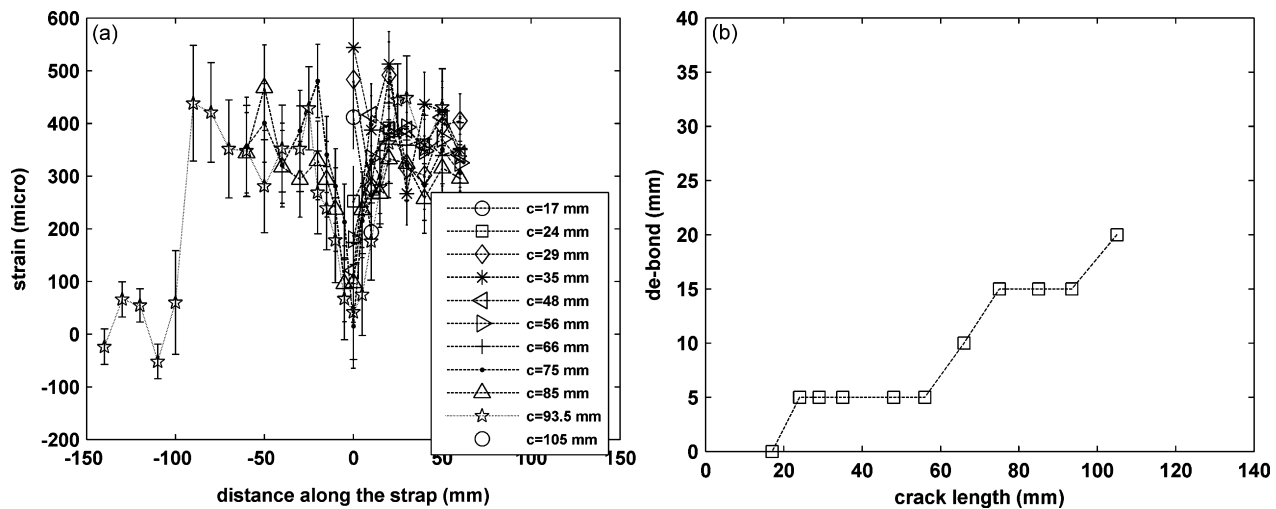 (a)
600
500
400
300
200
100
0
-100
-200
strain (micro)
-150 -100 -50 0 50 100 150
distance along the strap (mm)
c=17 mm
c=24 mm
c=29 mm
c=35 mm
c=48 mm
c=56 mm
c=66 mm
c=75 mm
c=85 mm
c=93.5 mm
c=105 mm
(b)
40
35
30
25
20
15
10
5
0
de-bond (mm)
0 20 40 60 80 100 120 140
crack length (mm)